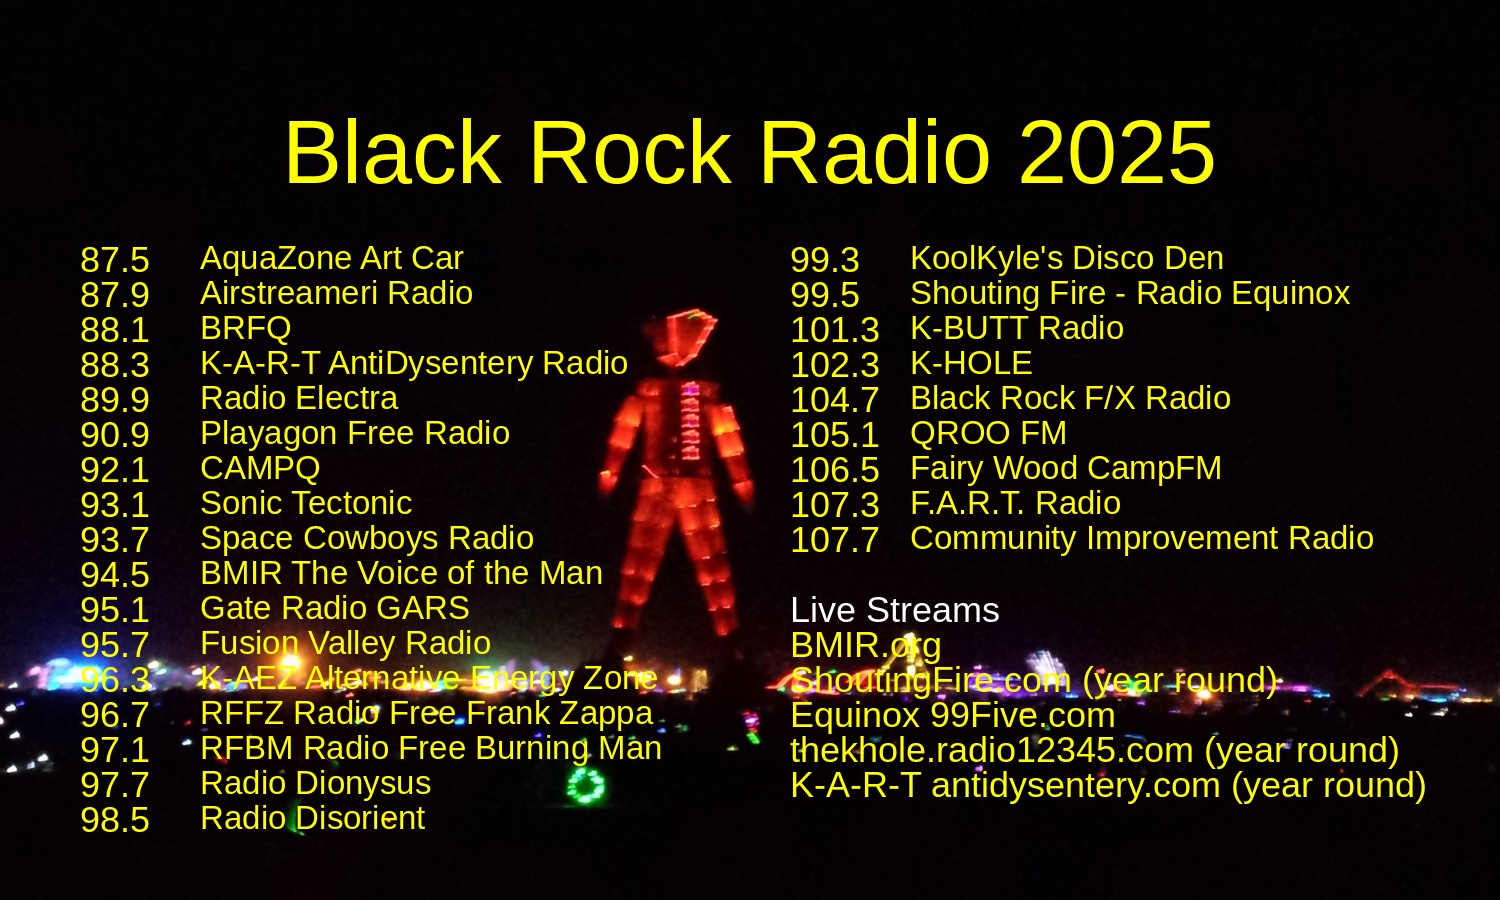 Black Rock Radio 2025
87.5 AquaZone Art Car
87.9 Airstreameri Radio
88.1 BRFQ
88.3 K-A-R-T AntiDysentery Radio
89.9 Radio Electra
90.9 Playagon Free Radio
92.1 CAMPQ
93.1 Sonic Tectonic
93.7 Space Cowboys Radio
94.5 BMIR The Voice of the Man
95.1 Gate Radio GARS
95.7 Fusion Valley Radio
96.3 K-AEZ Alternative Energy Zone
96.7 RFFZ Radio Free Frank Zappa
97.1 RFBM Radio Free Burning Man
97.7 Radio Dionysus
98.5 Radio Disorient
99.3 KoolKyle's Disco Den
99.5 Shouting Fire - Radio Equinox
101.3 K-BUTT Radio
102.3 K-HOLE
104.7 Black Rock F/X Radio
105.1 QROO FM
106.5 Fairy Wood CampFM
107.3 F.A.R.T. Radio
107.7 Community Improvement Radio
Live Streams
BMIR.org
ShoutingFire.com (year round)
Equinox 99Five.com
thekhole.radio12345.com (year round)
K-A-R-T antidysentery.com (year round)